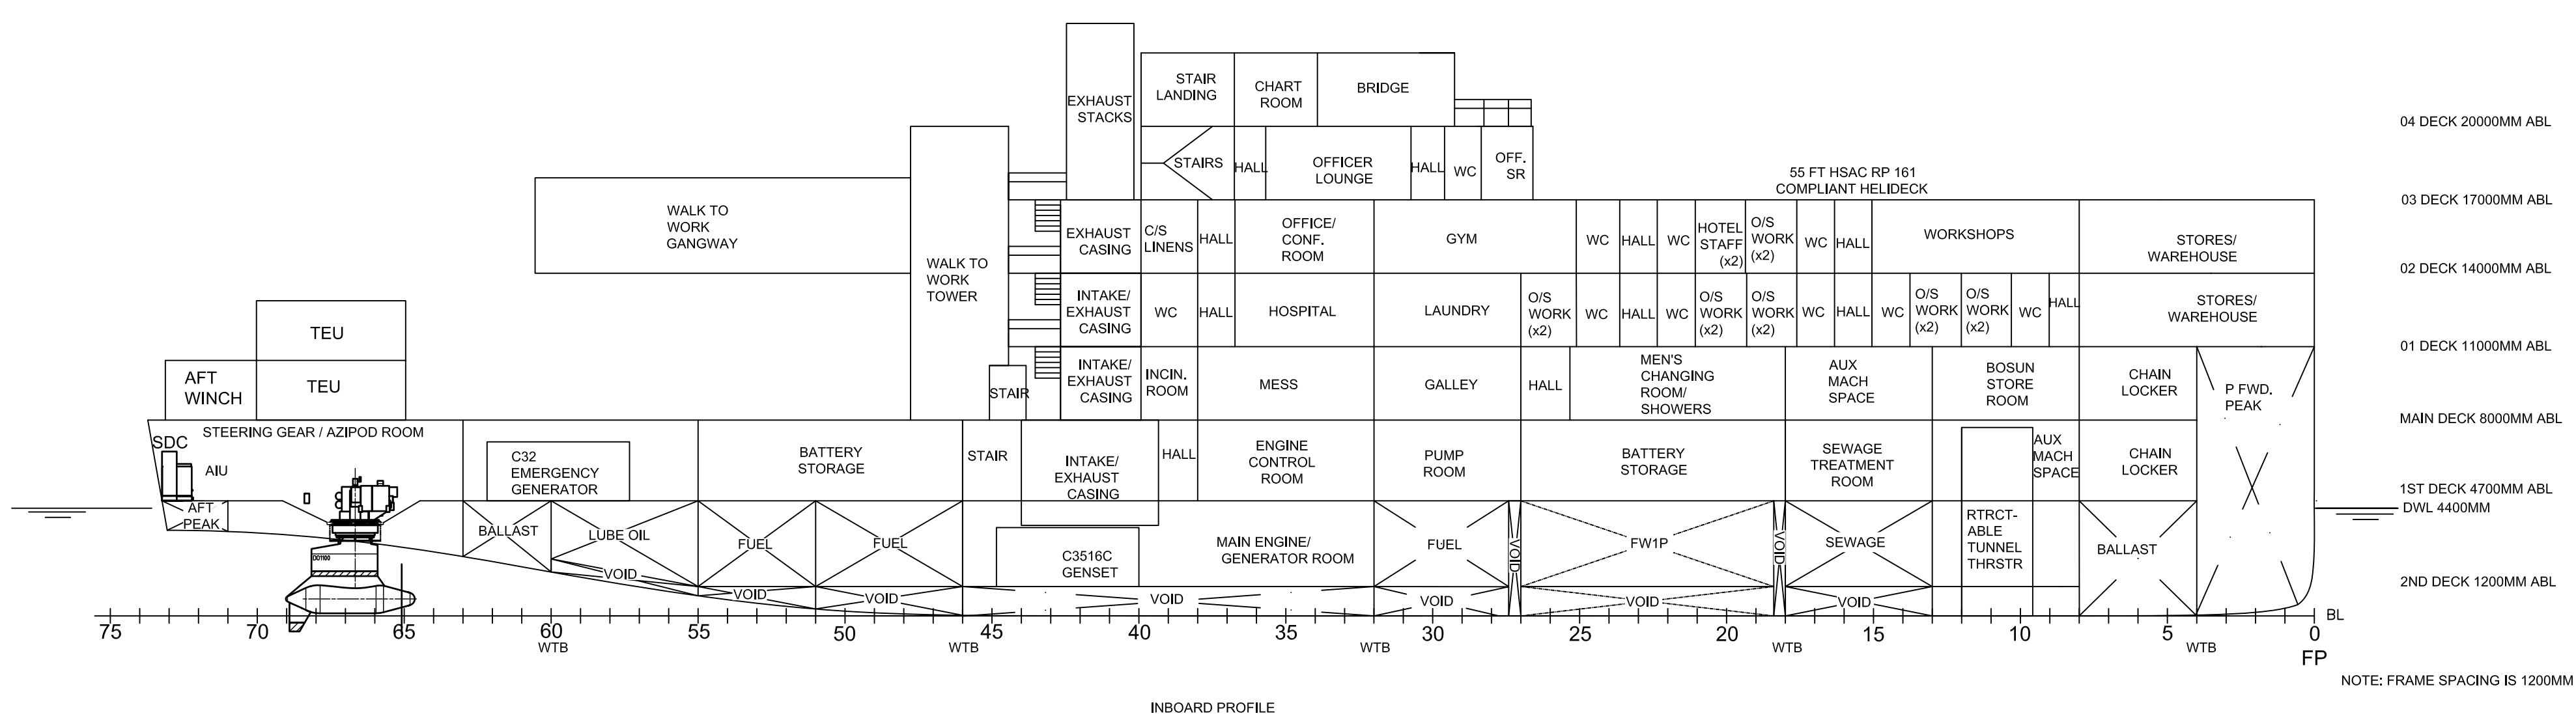 STAIR
LANDING
CHART
ROOM
BRIDGE
EXHAUST
STACKS
04 DECK 20000MM ABL
STAIRS
HALL
OFFICER
LOUNGE
HALL
WC
OFF.
SR
55 FT HSAC RP 161
COMPLIANT HELIDECK
03 DECK 17000MM ABL
WALK TO
WORK
GANGWAY
EXHAUST
CASING
C/S
LINENS
HALL
OFFICE/
CONF.
ROOM
GYM
WC
HALL
WC
HOTEL
STAFF
(x2)
O/S
WORK
(x2)
WC
HALL
WORKSHOPS
STORES/
WAREHOUSE
02 DECK 14000MM ABL
WALK TO
WORK
TOWER
INTAKE/
EXHAUST
CASING
WC
HALL
HOSPITAL
LAUNDRY
O/S
WORK
(x2)
WC
HALL
WC
O/S
WORK
(x2)
O/S
WORK
(x2)
WC
HALL
WC
O/S
WORK
(x2)
O/S
WORK
(x2)
WC
HALL
STORES/
WAREHOUSE
01 DECK 11000MM ABL
TEU
AFT
WINCH
TEU
STAIR
INTAKE/
EXHAUST
CASING
INCIN.
ROOM
MESS
GALLEY
HALL
MEN'S
CHANGING
ROOM/
SHOWERS
AUX
MACH
SPACE
BOSUN
STORE
ROOM
CHAIN
LOCKER
P FWD.
PEAK
MAIN DECK 8000MM ABL
STEERING GEAR / AZIPOD ROOM
SDC
AIU
C32
EMERGENCY
GENERATOR
BATTERY
STORAGE
STAIR
INTAKE/
EXHAUST
CASING
HALL
ENGINE
CONTROL
ROOM
PUMP
ROOM
BATTERY
STORAGE
SEWAGE
TREATMENT
ROOM
AUX
MACH
SPACE
CHAIN
LOCKER
1ST DECK 4700MM ABL
DWL 4400MM
AFT
PEAK
DO1100
BALLAST
LUBE OIL
VOID
FUEL
FUEL
C3516C
GENSET
MAIN ENGINE/
GENERATOR ROOM
FUEL
VOID
FW1P
VOID
SEWAGE
RTRCT-
ABLE
TUNNEL
THRSTR
BALLAST
2ND DECK 1200MM ABL
VOID
VOID
VOID
VOID
VOID
VOID
BL
75 70 65 60 55 50 45 40 35 30 25 20 15 10 5 0
WTB WTB WTB WTB WTB
FP
NOTE: FRAME SPACING IS 1200MM
INBOARD PROFILE